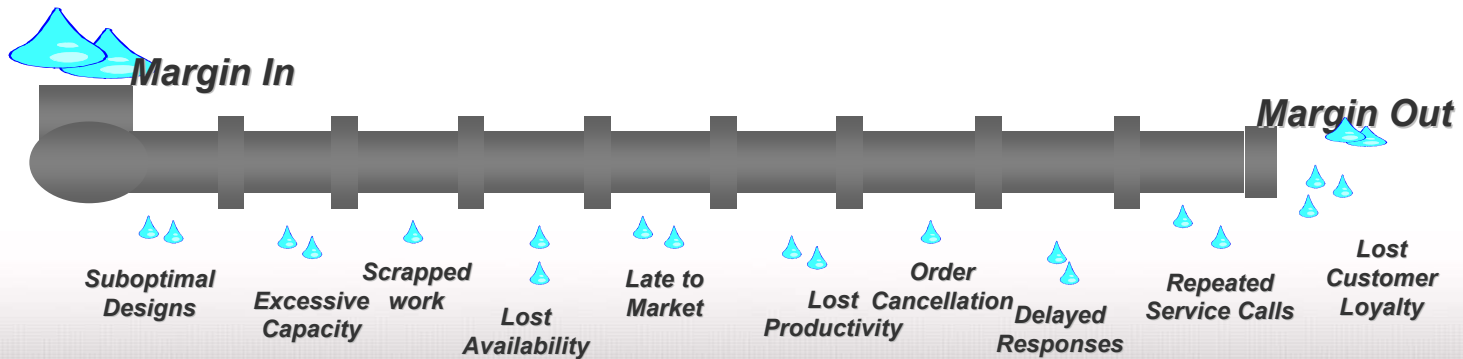 Margin In
Margin Out
Suboptimal
Designs
Excessive
Capacity
Scrapped
work
Lost
Availability
Late to
Market
Lost
Productivity
Order
Cancellation
Delayed
Responses
Repeated
Service Calls
Lost
Customer
Loyalty